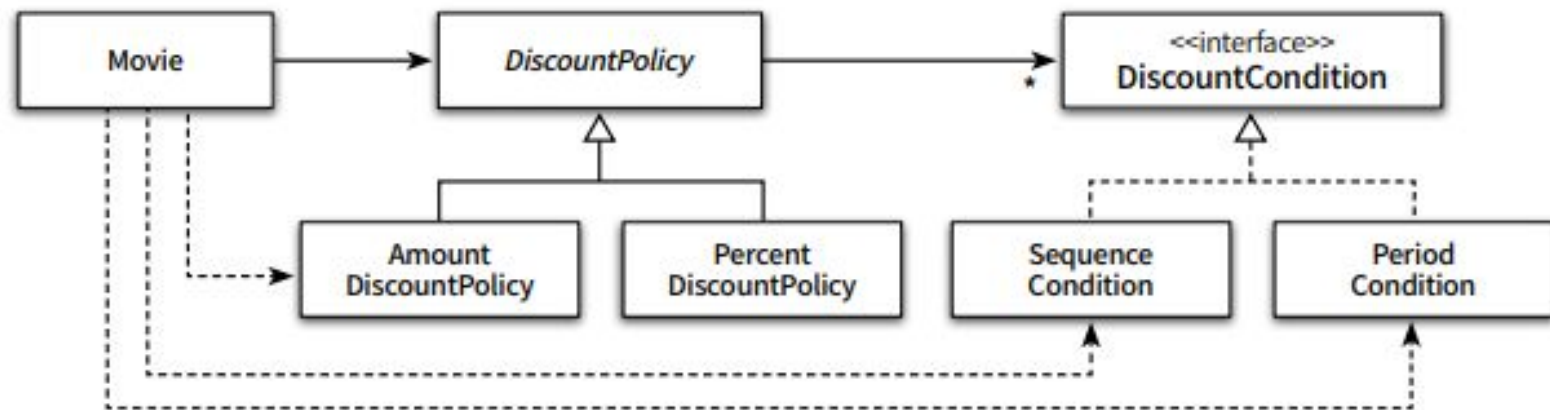 Movie
DiscountPolicy
<<interface>>
DiscountCondition
*
Amount
DiscountPolicy
Percent
DiscountPolicy
Sequence
Condition
Period
Condition